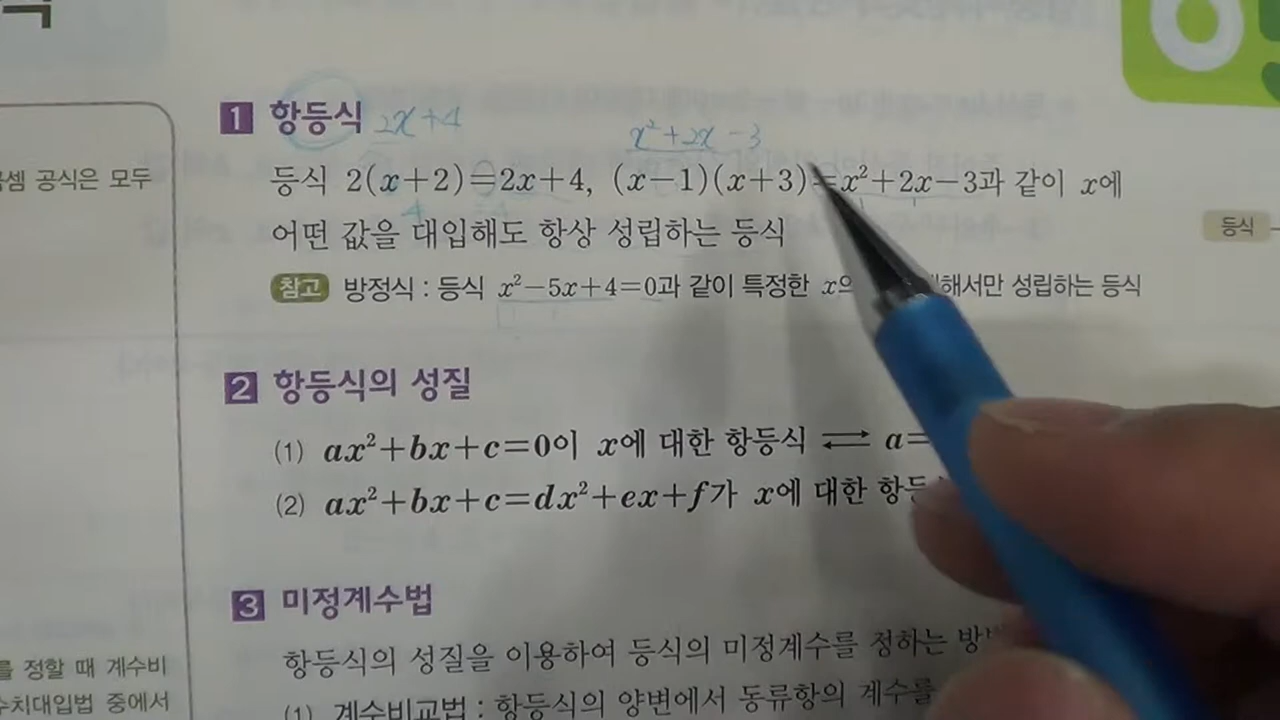 식
1 항등식 2x+4
x²+2x-3
셈 공식은 모두
등식 2(x+2)=2x+4, (x-1)(x+3)=x²+2x-3과 같이 x에
어떤 값을 대입해도 항상 성립하는 등식
등식
참고 방정식 : 등식 x²-5x+4=0과 같이 특정한 x의 해서만 성립하는 등식
2 항등식의 성질
(1) ax²+bx+c=0이 x에 대한 항등식 ⇄ a=
(2) ax²+bx+c=dx²+ex+f가 x에 대한 항등
3 미정계수법
항등식의 성질을 이용하여 등식의 미정계수를 정하는 방
를 정할 때 계수비
수치대입법 중에서
(1) 계수비교법 : 항등식의 양변에서 동류항의 계수를